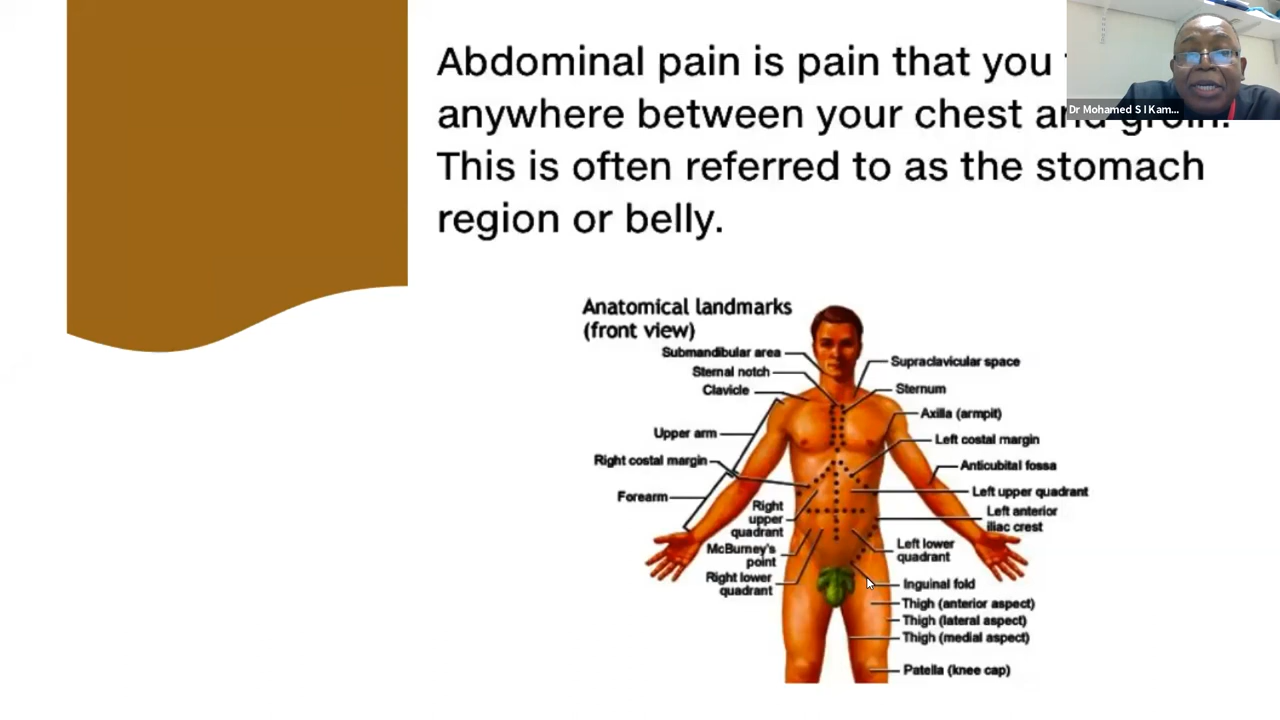 Abdominal pain is pain that you
Dr Mohamed S I Kam...
anywhere between your chest and groin.
This is often referred to as the stomach
region or belly.
Anatomical landmarks
(front view)
Submandibular area
Sternal notch
Clavicle
Upper arm
Right costal margin
Forearm
Right
upper
quadrant
McBurney's
point
Right lower
quadrant
Supraclavicular space
Sternum
Axilla (armpit)
Left costal margin
Anticubital fossa
Left upper quadrant
Left anterior
iliac crest
Left lower
quadrant
Inguinal fold
Thigh (anterior aspect)
Thigh (lateral aspect)
Thigh (medial aspect)
Patella (knee cap)